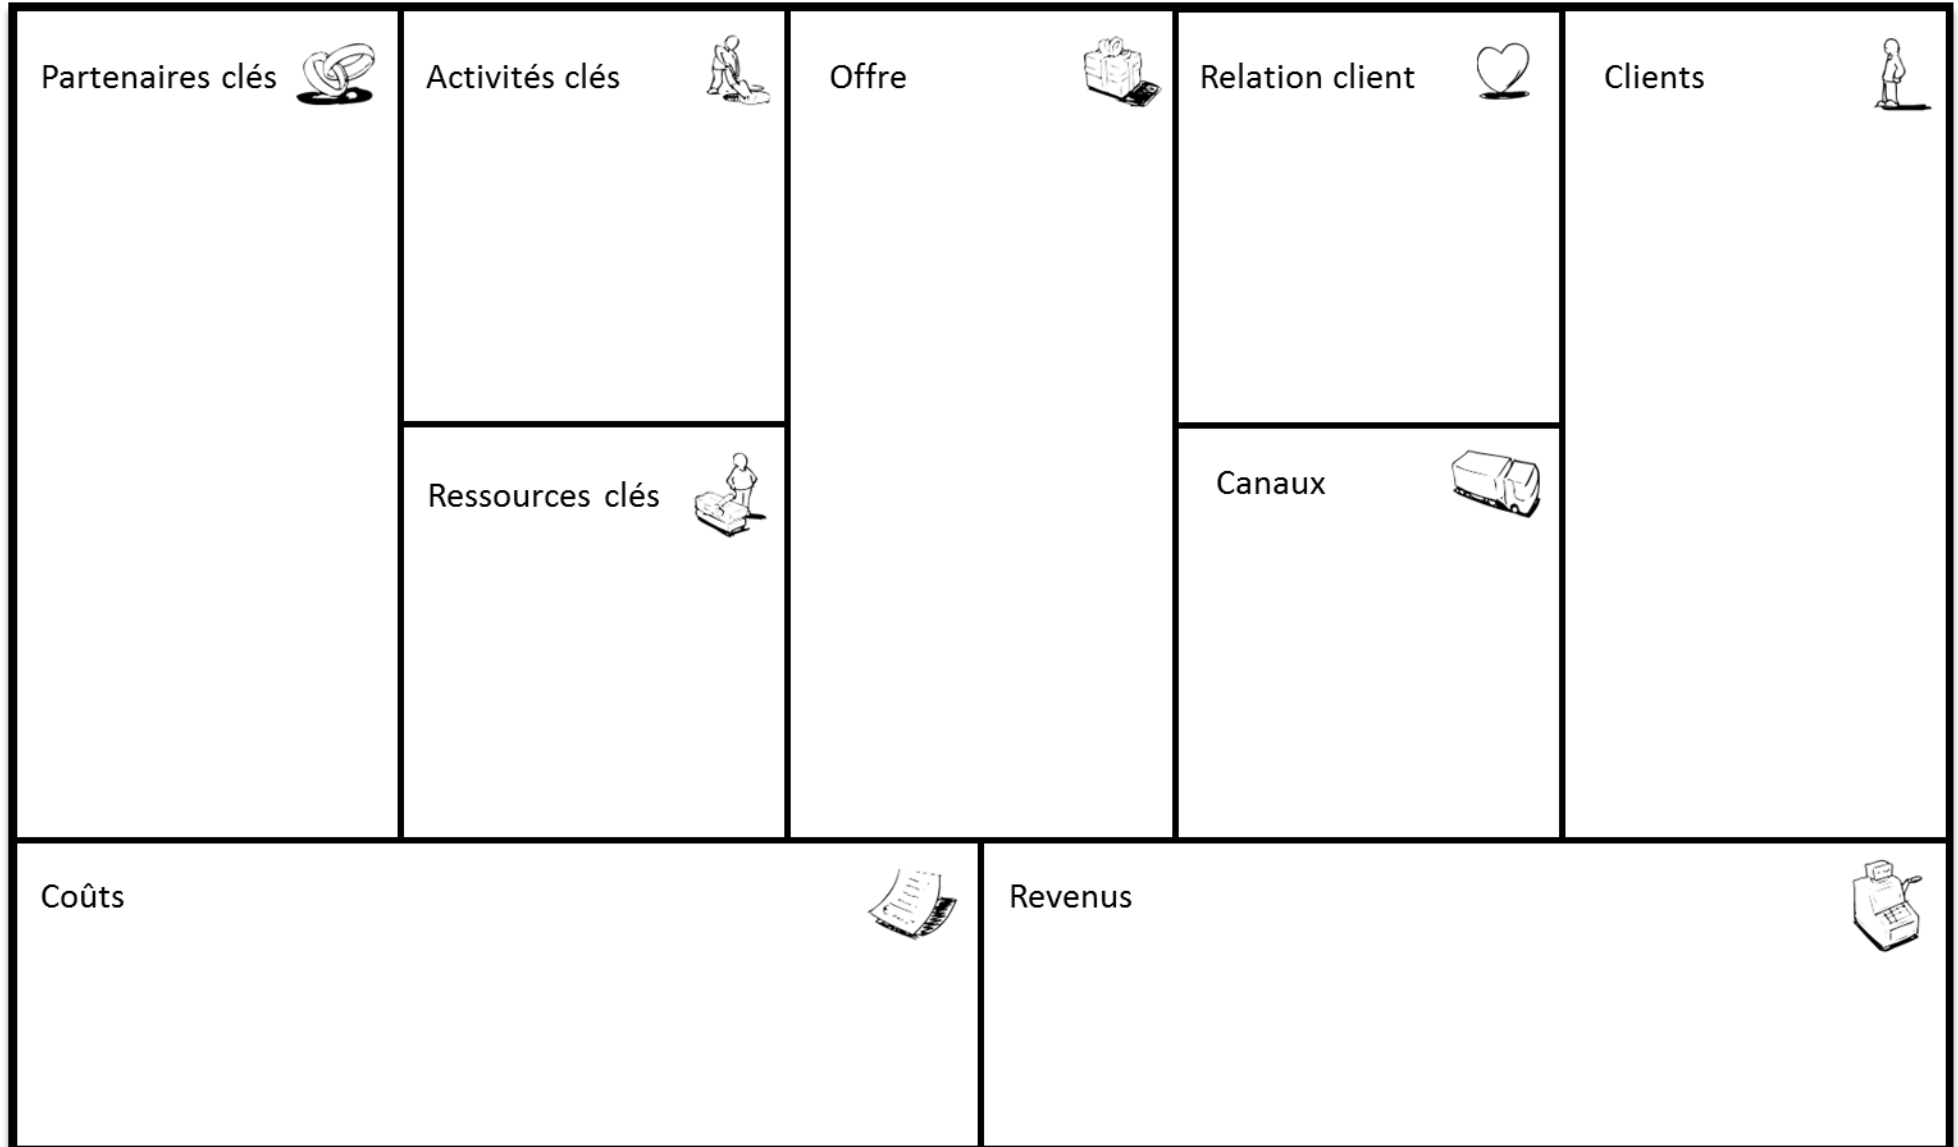 Partenaires clés
Activités clés
Offre
Relation client
Clients
Ressources clés
Canaux
Coûts
Revenus